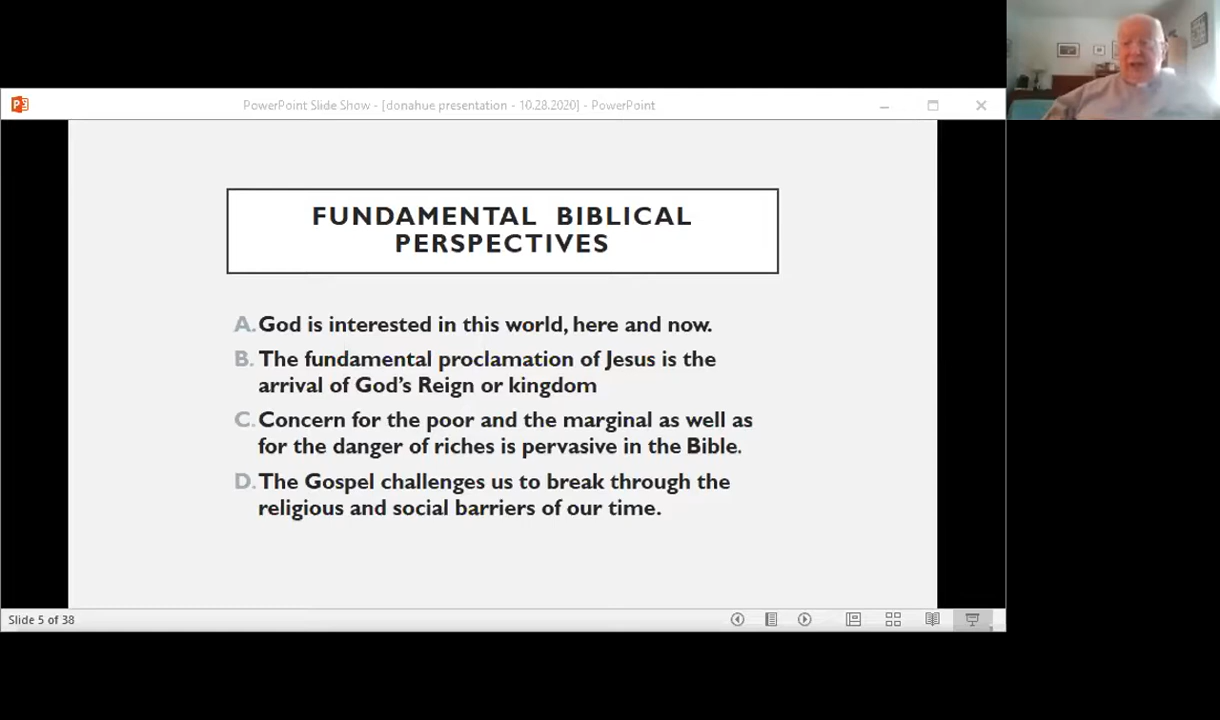 PowerPoint Slide Show - [donahue presentation - 10.28.2020] - PowerPoint
FUNDAMENTAL BIBLICAL
PERSPECTIVES
A. God is interested in this world, here and now.
B. The fundamental proclamation of Jesus is the
arrival of God's Reign or kingdom
C. Concern for the poor and the marginal as well as
for the danger of riches is pervasive in the Bible.
D. The Gospel challenges us to break through the
religious and social barriers of our time.
Slide 5 of 38